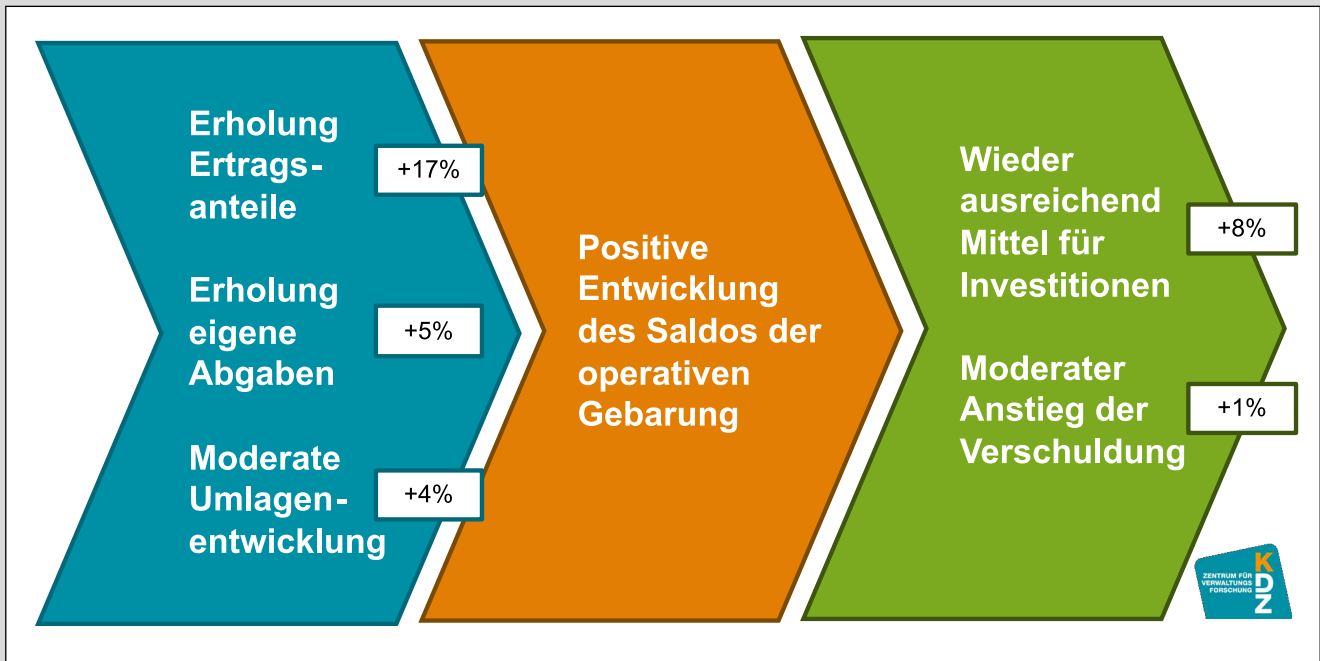 Erholung
Ertrags-
anteile
+17%
Erholung
eigene
Abgaben
+5%
Moderate
Umlagen-
entwicklung
+4%
Positive
Entwicklung
des Saldos der
operativen
Gebarung
Wieder
ausreichend
Mittel für
Investitionen
+8%
Moderater
Anstieg der
Verschuldung
+1%
ZENTRUM FÜR
VERWALTUNGS
FORSCHUNG
KDZ